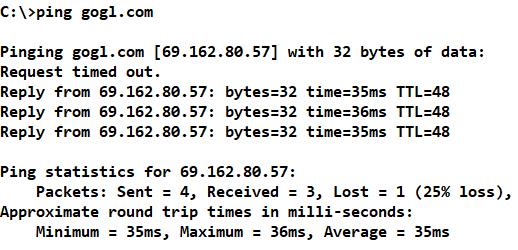 C:\>ping gogl.com
Pinging gogl.com [69.162.80.57] with 32 bytes of data:
Request timed out.
Reply from 69.162.80.57: bytes=32 time=35ms TTL=48
Reply from 69.162.80.57: bytes=32 time=36ms TTL=48
Reply from 69.162.80.57: bytes=32 time=35ms TTL=48
Ping statistics for 69.162.80.57:
    Packets: Sent = 4, Received = 3, Lost = 1 (25% loss),
Approximate round trip times in milli-seconds:
    Minimum = 35ms, Maximum = 36ms, Average = 35ms